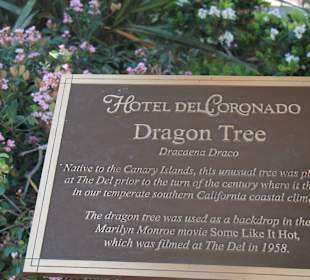 HOTEL DEL CORONADO
Dragon Tree
Dracaena Draco
Native to the Canary Islands, this unusual tree was pl
at The Del prior to the turn of the century where it th
in our temperate southern California coastal clim
The dragon tree was used as a backdrop in the
Marilyn Monroe movie Some Like It Hot,
which was filmed at The Del in 1958.